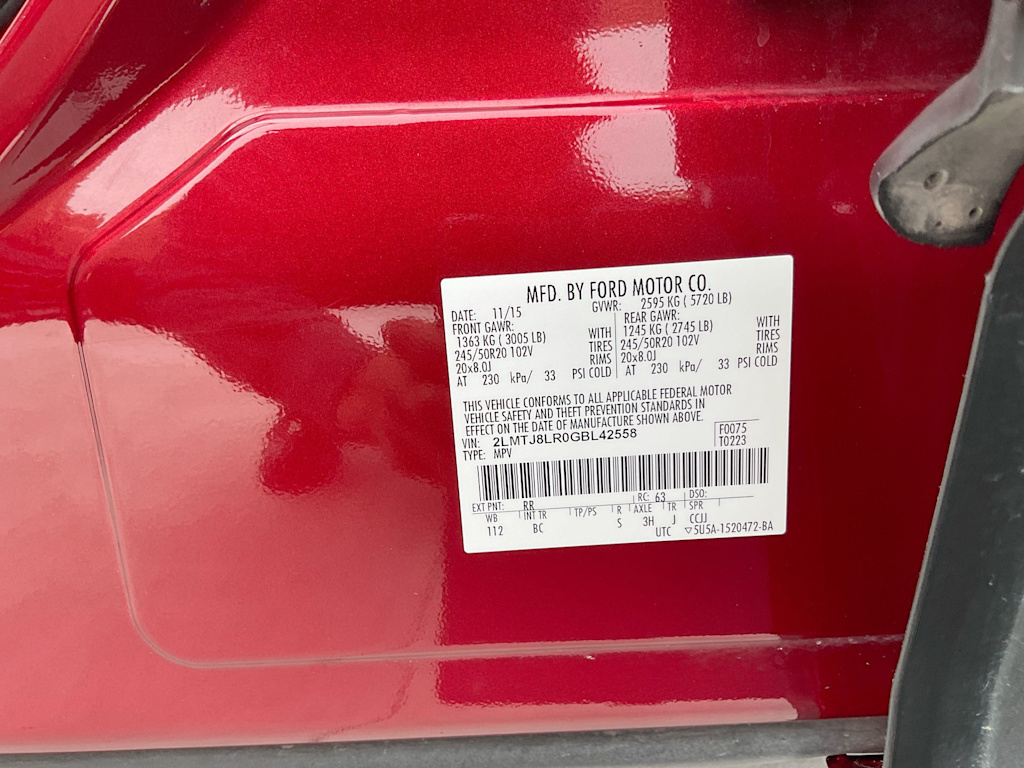 MFD. BY FORD MOTOR CO.
DATE: 11/15 GVWR: 2595 KG ( 5720 LB)
FRONT GAWR: REAR GAWR:
1363 KG ( 3005 LB) WITH 1245 KG ( 2745 LB) WITH
245/50R20 102V TIRES 245/50R20 102V TIRES
20x8.0J RIMS 20x8.0J RIMS
AT 230 kPa/ 33 PSI COLD AT 230 kPa/ 33 PSI COLD
THIS VEHICLE CONFORMS TO ALL APPLICABLE FEDERAL MOTOR
VEHICLE SAFETY AND THEFT PREVENTION STANDARDS IN
EFFECT ON THE DATE OF MANUFACTURE SHOWN ABOVE.
VIN: 2LMTJ8LR0GBL42558 F0075
TYPE: MPV T0223
EXT PNT: RR RC: 63 DSO:
WB INT TR TP/PS R AXLE TR SPR
112 BC S 3H J CCJJ
UTC ▽5U5A-1520472-BA